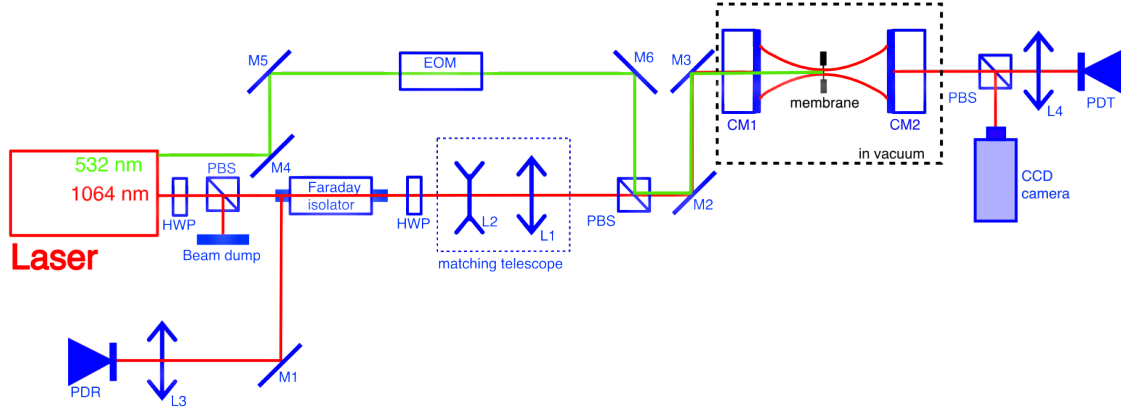 M5
EOM
M6
M3
membrane
CM1
CM2
PBS
L4
PDT
in vacuum
CCD
camera
532 nm
1064 nm
Laser
M4
PBS
HWP
Beam dump
Faraday
isolator
HWP
L2
L1
matching telescope
PBS
M2
PDR
L3
M1